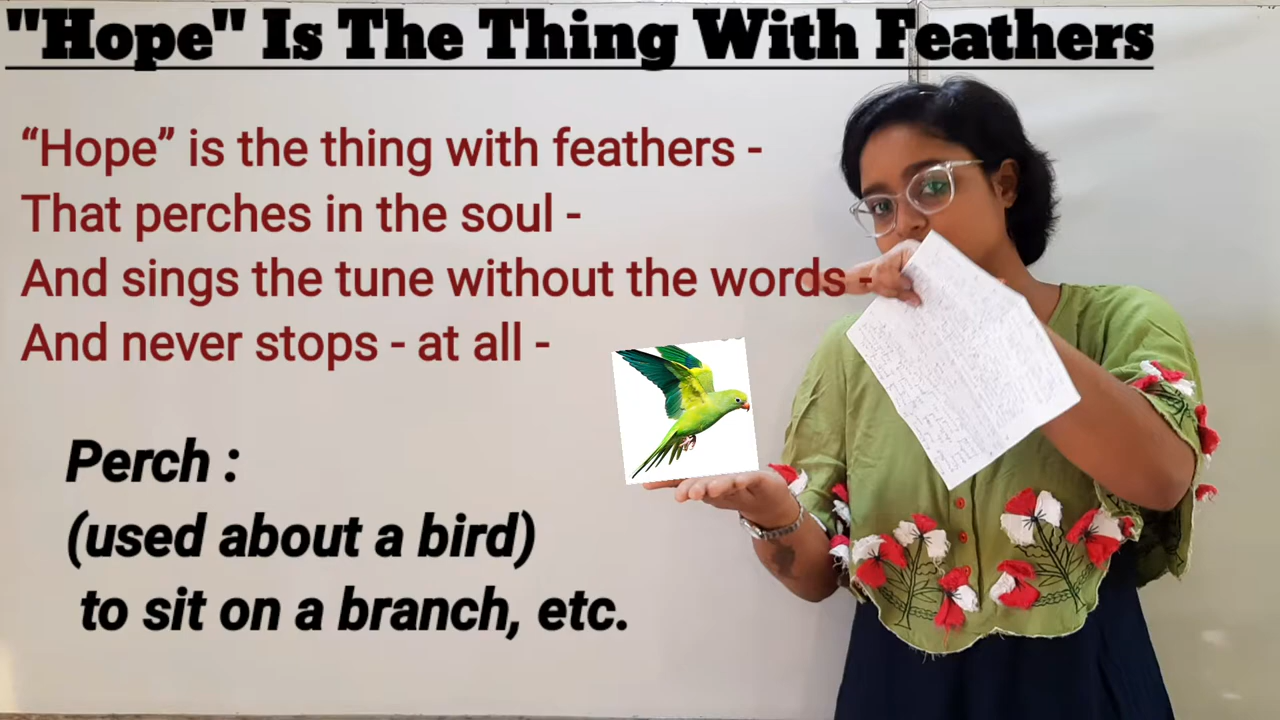 "Hope" Is The Thing With Feathers
“Hope” is the thing with feathers -
That perches in the soul -
And sings the tune without the words -
And never stops - at all -
Perch :
(used about a bird)
to sit on a branch, etc.